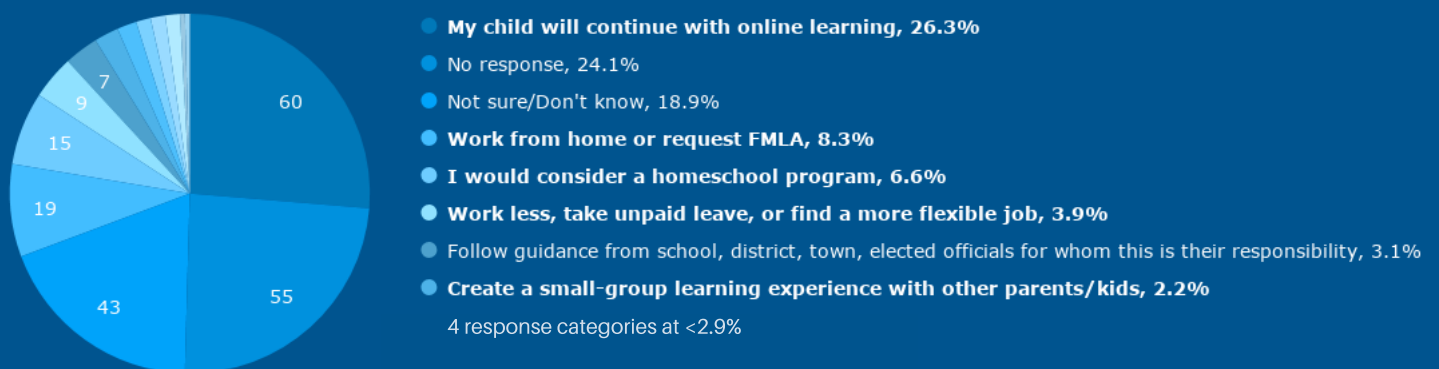 My child will continue with online learning, 26.3%
No response, 24.1%
Not sure/Don't know, 18.9%
Work from home or request FMLA, 8.3%
I would consider a homeschool program, 6.6%
Work less, take unpaid leave, or find a more flexible job, 3.9%
Follow guidance from school, district, town, elected officials for whom this is their responsibility, 3.1%
Create a small-group learning experience with other parents/kids, 2.2%
4 response categories at <2.9%
7
9
60
15
19
55
43